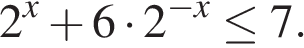 2^x + 6 · 2^{−x} ≤ 7.